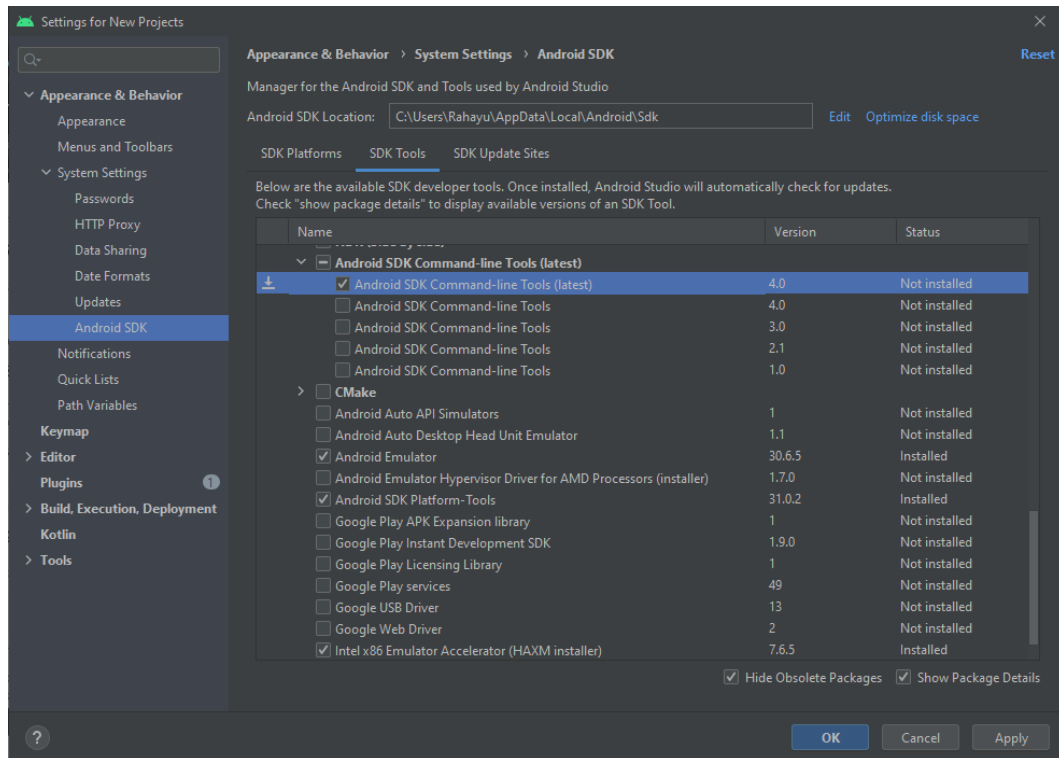 Settings for New Projects
Appearance & Behavior
Appearance
Menus and Toolbars
System Settings
Passwords
HTTP Proxy
Data Sharing
Date Formats
Updates
Android SDK
Notifications
Quick Lists
Path Variables
Keymap
Editor
Plugins 1
Build, Execution, Deployment
Kotlin
Tools
Appearance & Behavior › System Settings › Android SDK Reset
Manager for the Android SDK and Tools used by Android Studio
Android SDK Location: C:\Users\Rahayu\AppData\Local\Android\Sdk Edit Optimize disk space
SDK Platforms SDK Tools SDK Update Sites
Below are the available SDK developer tools. Once installed, Android Studio will automatically check for updates.
Check "show package details" to display available versions of an SDK Tool.
Name Version Status
Android SDK Command-line Tools (latest)
Android SDK Command-line Tools (latest) 4.0 Not installed
Android SDK Command-line Tools 4.0 Not installed
Android SDK Command-line Tools 3.0 Not installed
Android SDK Command-line Tools 2.1 Not installed
Android SDK Command-line Tools 1.0 Not installed
CMake
Android Auto API Simulators 1 Not installed
Android Auto Desktop Head Unit Emulator 1.1 Not installed
Android Emulator 30.6.5 Installed
Android Emulator Hypervisor Driver for AMD Processors (installer) 1.7.0 Not installed
Android SDK Platform-Tools 31.0.2 Installed
Google Play APK Expansion library 1 Not installed
Google Play Instant Development SDK 1.9.0 Not installed
Google Play Licensing Library 1 Not installed
Google Play services 49 Not installed
Google USB Driver 13 Not installed
Google Web Driver 2 Not installed
Intel x86 Emulator Accelerator (HAXM installer) 7.6.5 Installed
Hide Obsolete Packages Show Package Details
? OK Cancel Apply